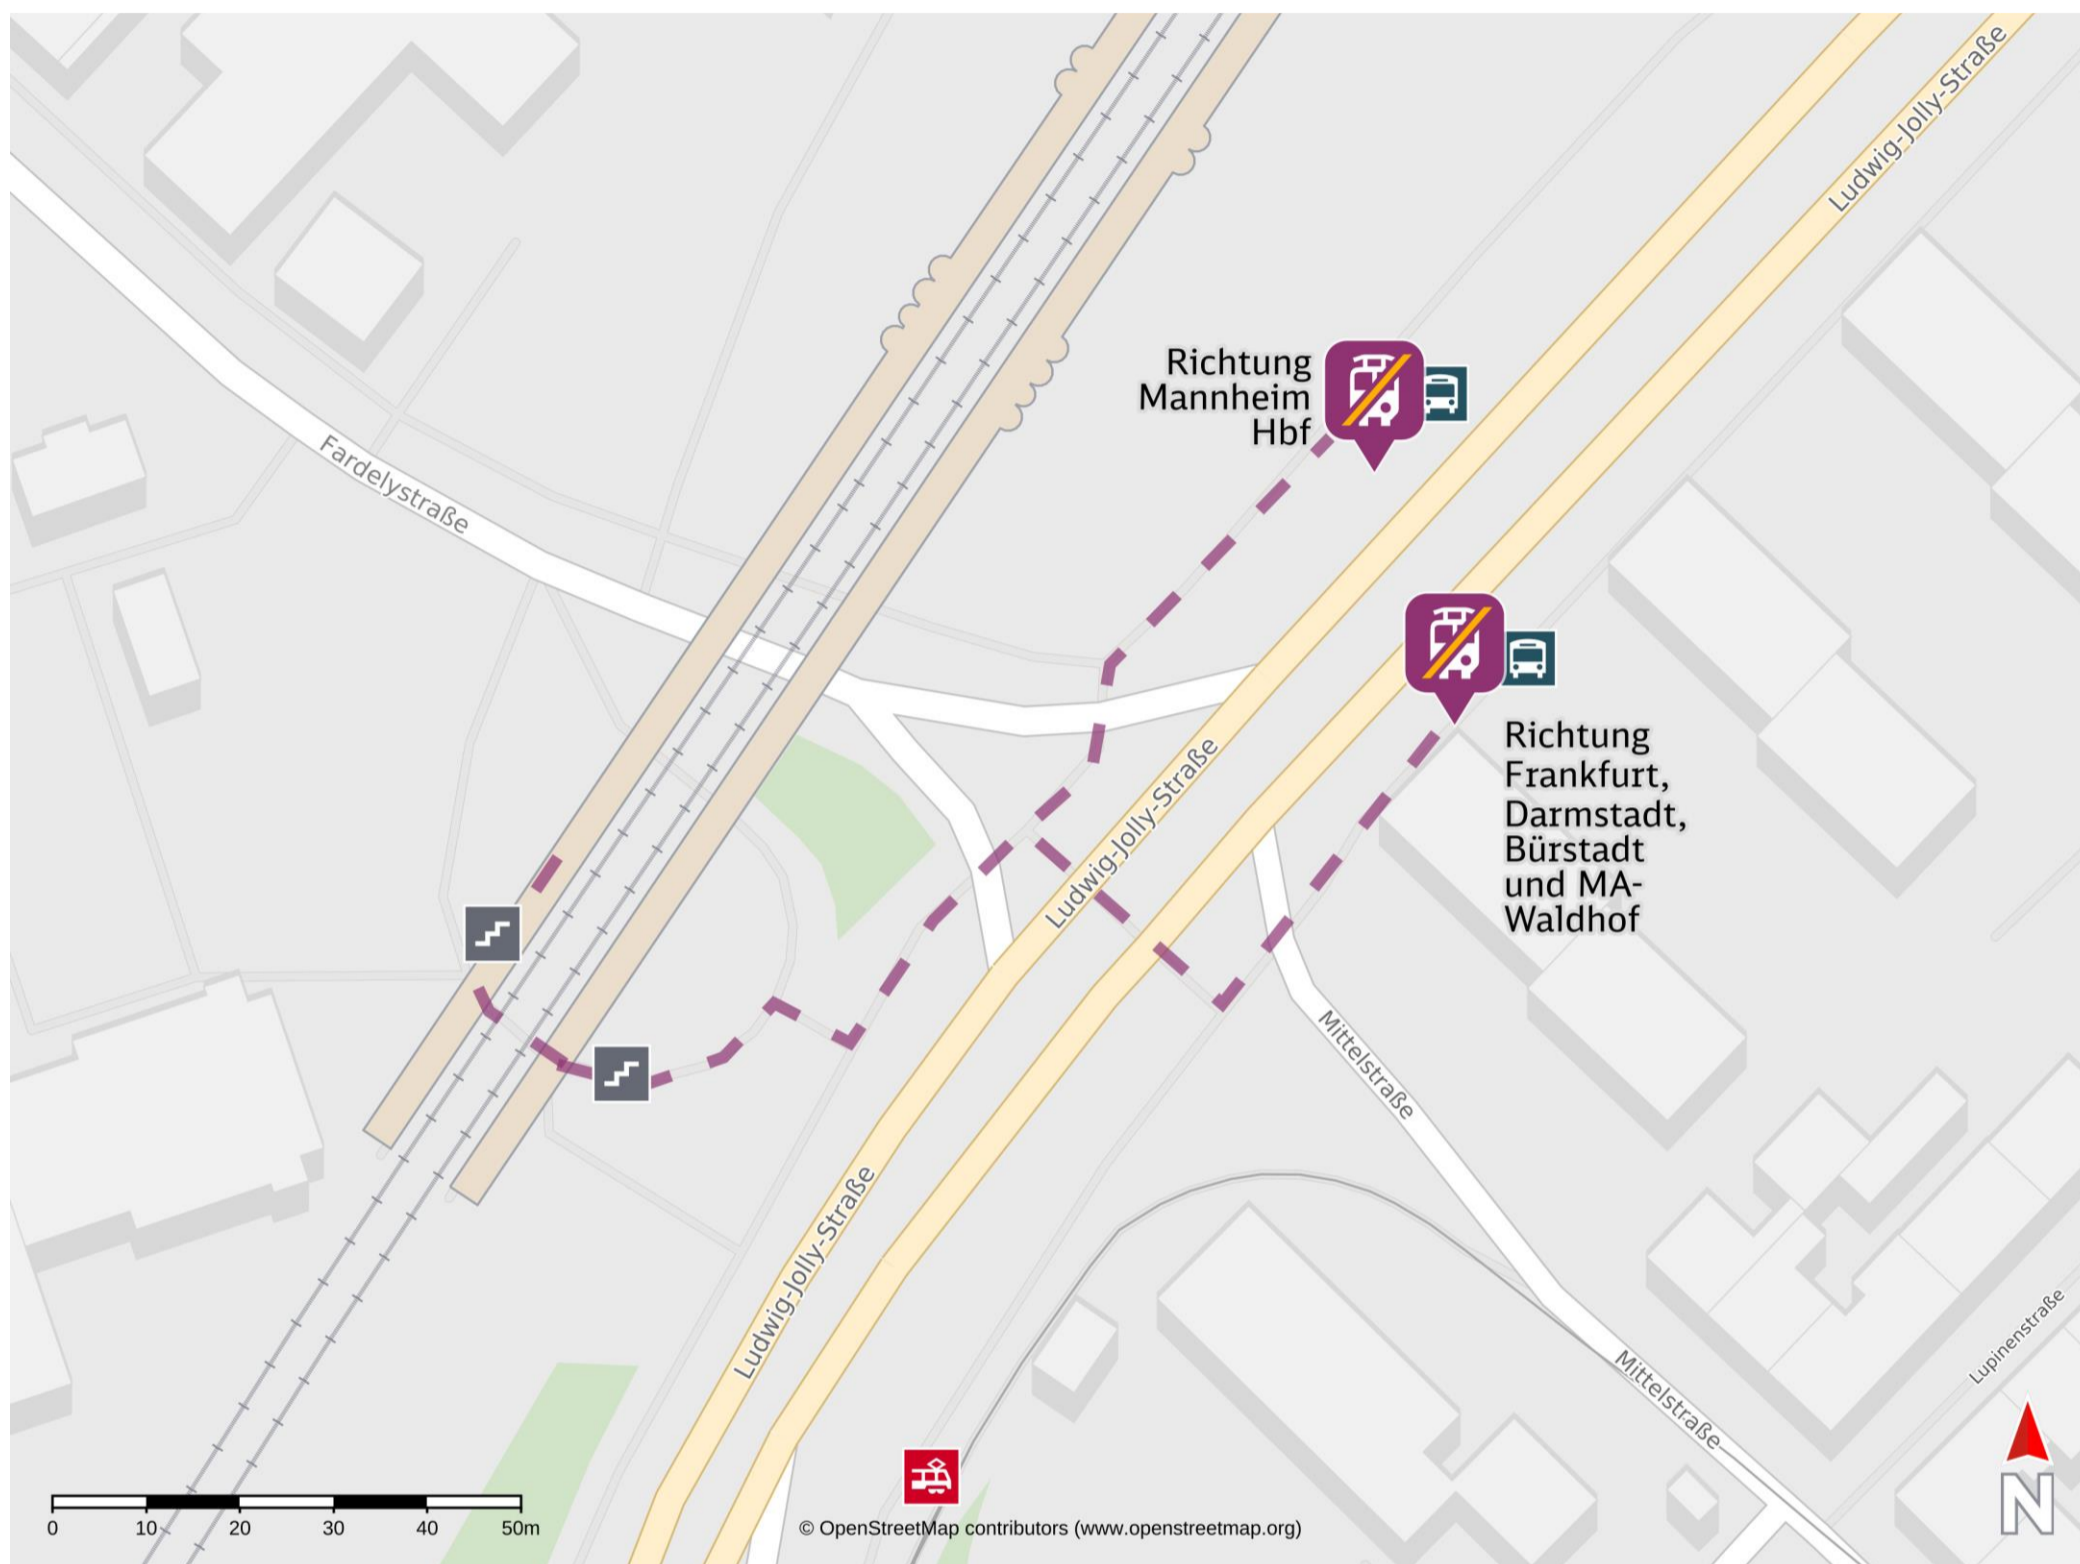 Ludwig-Jolly-Straße
Richtung
Mannheim
Hbf
Fardelystraße
Richtung
Frankfurt,
Darmstadt,
Bürstadt
und MA-
Waldhof
Ludwig-Jolly-Straße
Mittelstraße
Ludwig-Jolly-Straße
Lupinenstraße
Mittelstraße
N
0 10 20 30 40 50m
© OpenStreetMap contributors (www.openstreetmap.org)